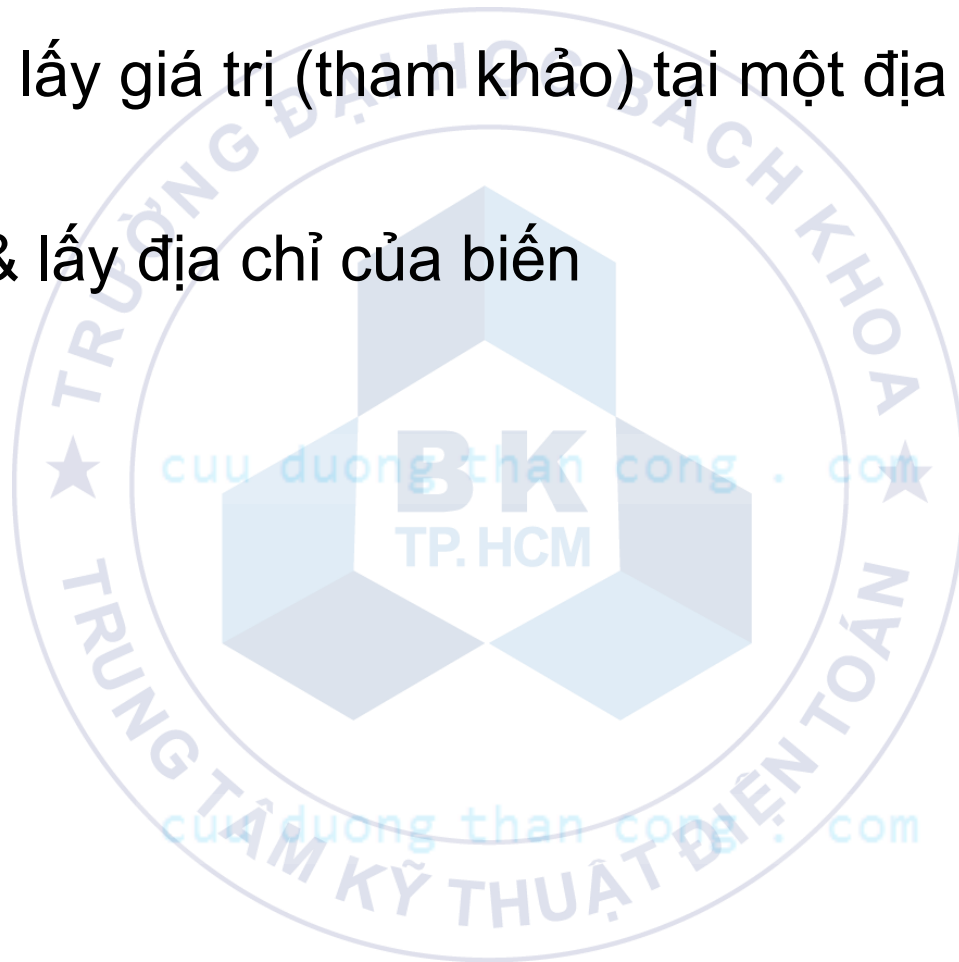 lấy giá trị (tham khảo) tại một địa
& lấy địa chỉ của biến
TRƯỜNG ĐẠI HỌC BÁCH KHOA
cuu duong than cong . com
BK
TP. HCM
cuu duong than cong . com
TRUNG TÂM KỸ THUẬT ĐIỆN TOÁN